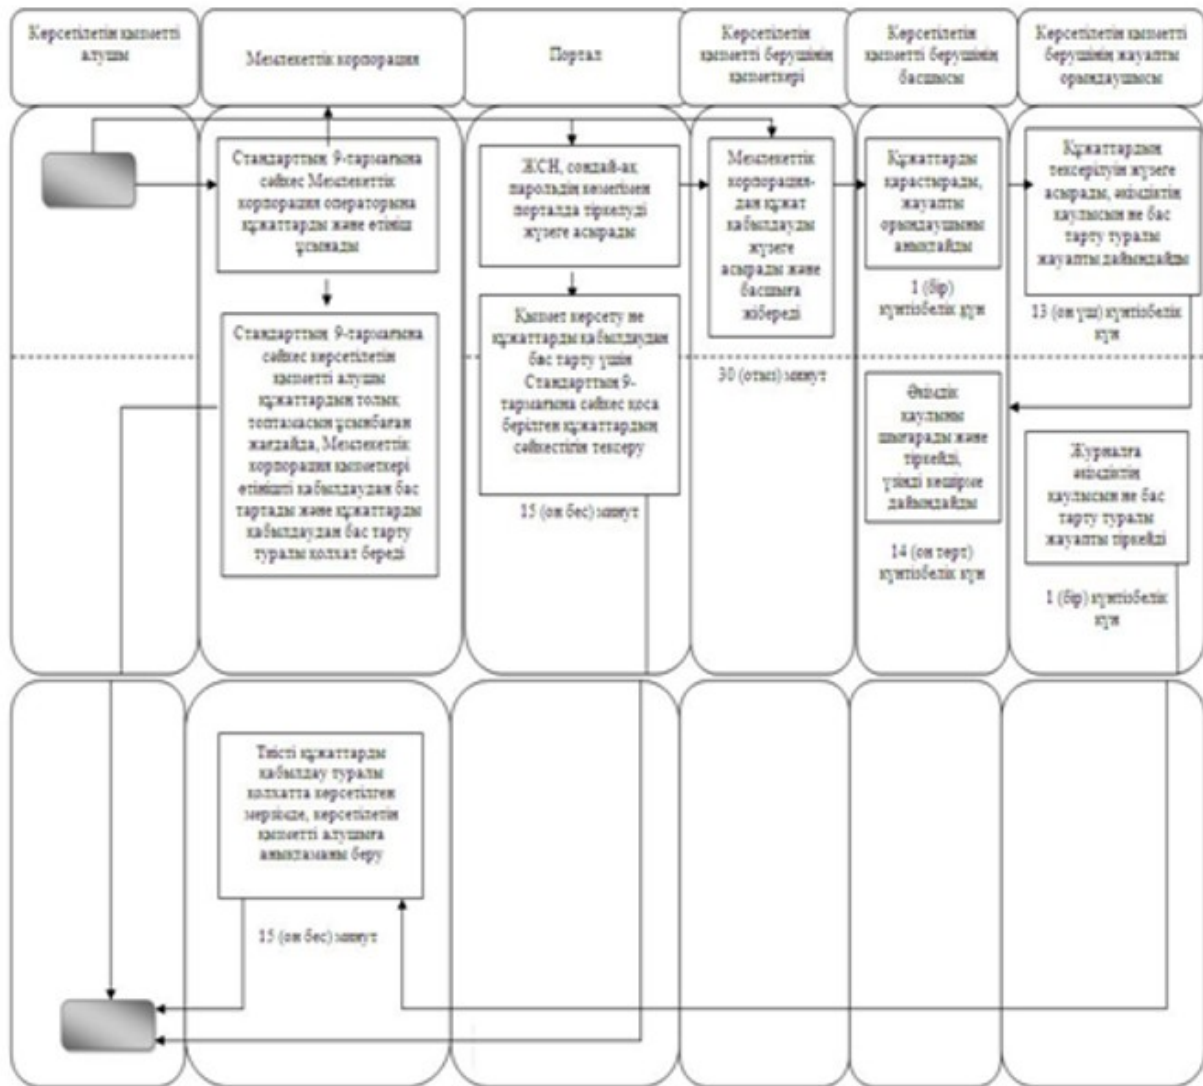 Көрсетілетін қызметті
алушы
Мемлекеттік корпорация
Портал
Көрсетілетін
қызметті берушінің
қызметкері
Көрсетілетін
қызметті берушінің
басшысы
Көрсетілетін қызметті
берушінің жауапты
орындаушысы
Стандарттың 9-тармағына
сәйкес Мемлекеттік
корпорация операторына
құжаттарды және өтініш
ұсынады
Стандарттың 9-тармағына
сәйкес көрсетілетін
қызметті алушы
құжаттардың толық
топтамасын ұсынбаған
жағдайда, Мемлекеттік
корпорация қызметкері
өтінішті қабылдаудан бас
тартады және құжаттарды
қабылдаудан бас тарту
туралы қолхат береді
ЖСН, сондай-ақ
парольдің көмегімен
порталда тіркелуді
жүзеге асырады
Қызмет көрсету не
құжаттарды қабылдаудан
бас тарту үшін
Стандарттың 9-
тармағына сәйкес қоса
берілген құжаттардың
сәйкестігін тексеру
15 (он бес) минут
Мемлекеттік
корпорация-
дан құжат
қабылдауды
жүзеге
асырады және
басшыға
жібереді
30 (отыз) минут
Құжаттарды
қарастырады,
жауапты
орындаушыны
анықтайды
1 (бір)
күнтізбелік күн
Әкімдік
қаулыны
шығарады және
тіркейді,
үзінді көшірме
дайындайды
14 (он төрт)
күнтізбелік күн
Құжаттардың
тексерілуін жүзеге
асырады, әкімдіктің
қаулысын не бас
тарту туралы
жауапты дайындайды
13 (он үш) күнтізбелік
күн
Журналға
әкімдіктің
қаулысын не бас
тарту туралы
жауапты тіркейді
1 (бір) күнтізбелік
күн
Тиісті құжаттарды
қабылдау туралы
қолхатта көрсетілген
мерзімде, көрсетілетін
қызметті алушыға
анықтаманы беру
15 (он бес) минут